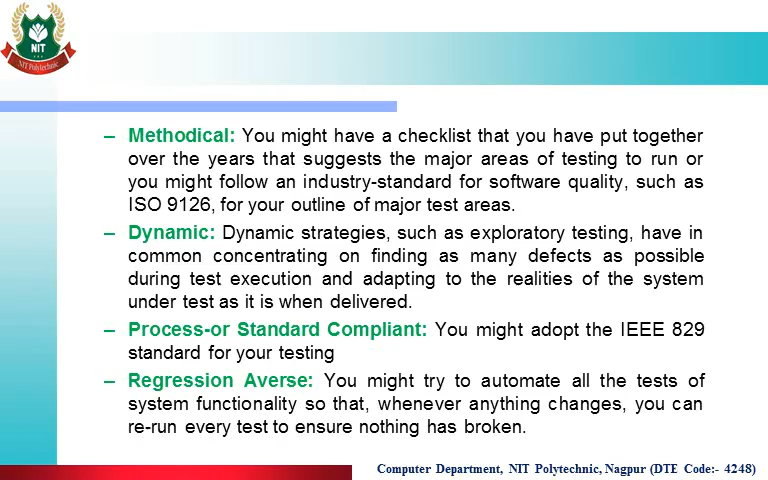 NIT
NIT Polytechnic
– Methodical: You might have a checklist that you have put together
over the years that suggests the major areas of testing to run or
you might follow an industry-standard for software quality, such as
ISO 9126, for your outline of major test areas.
– Dynamic: Dynamic strategies, such as exploratory testing, have in
common concentrating on finding as many defects as possible
during test execution and adapting to the realities of the system
under test as it is when delivered.
– Process-or Standard Compliant: You might adopt the IEEE 829
standard for your testing
– Regression Averse: You might try to automate all the tests of
system functionality so that, whenever anything changes, you can
re-run every test to ensure nothing has broken.
Computer Department, NIT Polytechnic, Nagpur (DTE Code:- 4248)